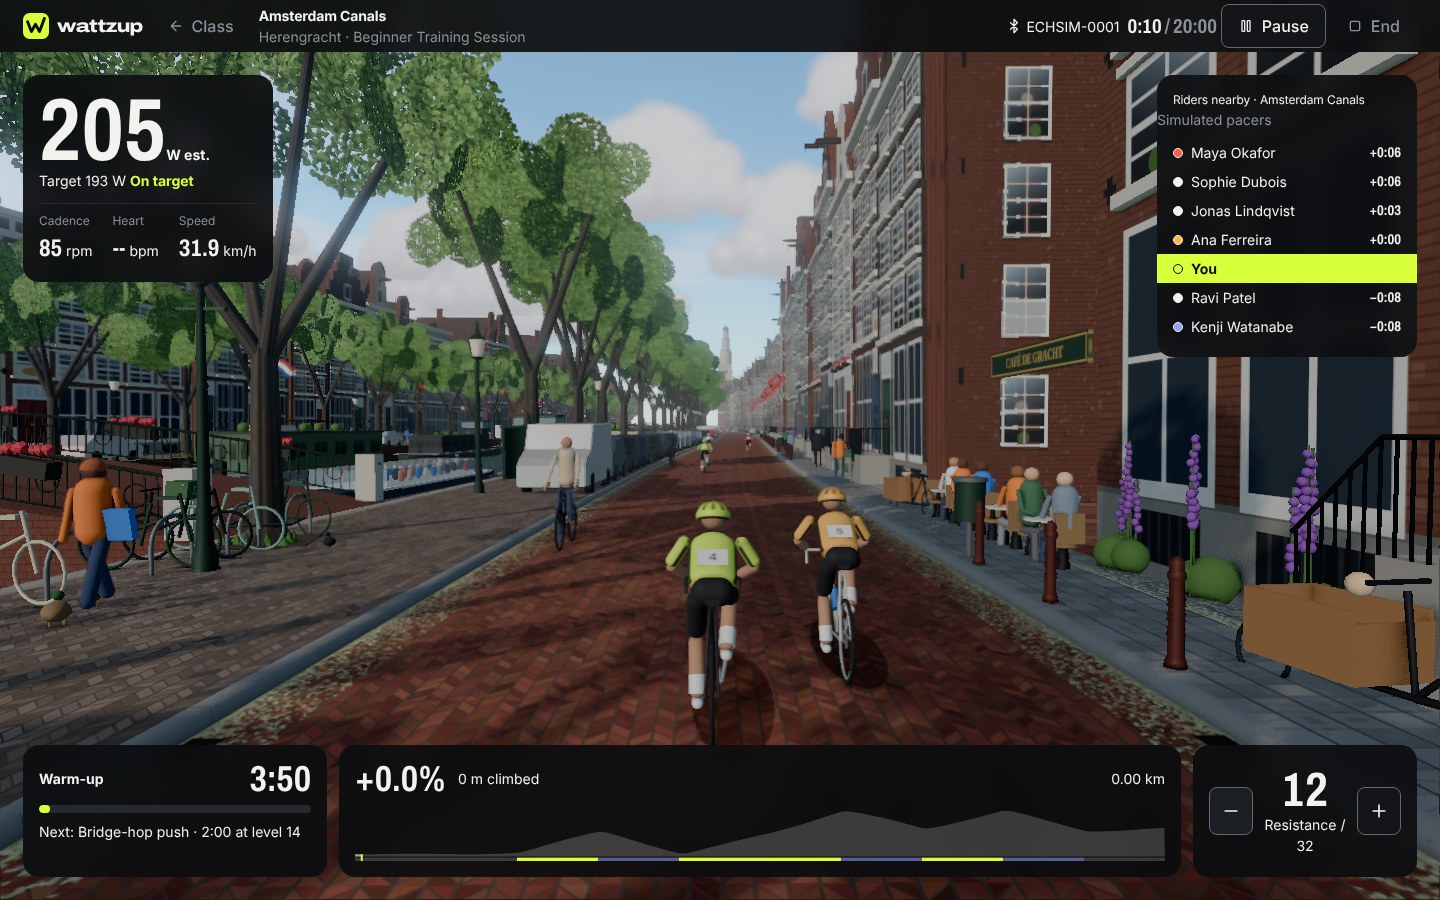 W wattzup
← Class
Amsterdam Canals
Herengracht · Beginner Training Session
ECHSIM-0001 0:10 / 20:00
Pause
End
205 W est.
Target 193 W On target
Cadence Heart Speed
85 rpm -- bpm 31.9 km/h
Riders nearby · Amsterdam Canals
Simulated pacers
Maya Okafor +0:06
Sophie Dubois +0:06
Jonas Lindqvist +0:03
Ana Ferreira +0:00
You
Ravi Patel −0:08
Kenji Watanabe −0:08
CAFÉ DE GRACHT
4
5
Warm-up 3:50
Next: Bridge-hop push · 2:00 at level 14
+0.0% 0 m climbed 0.00 km
− 12 +
Resistance /
32